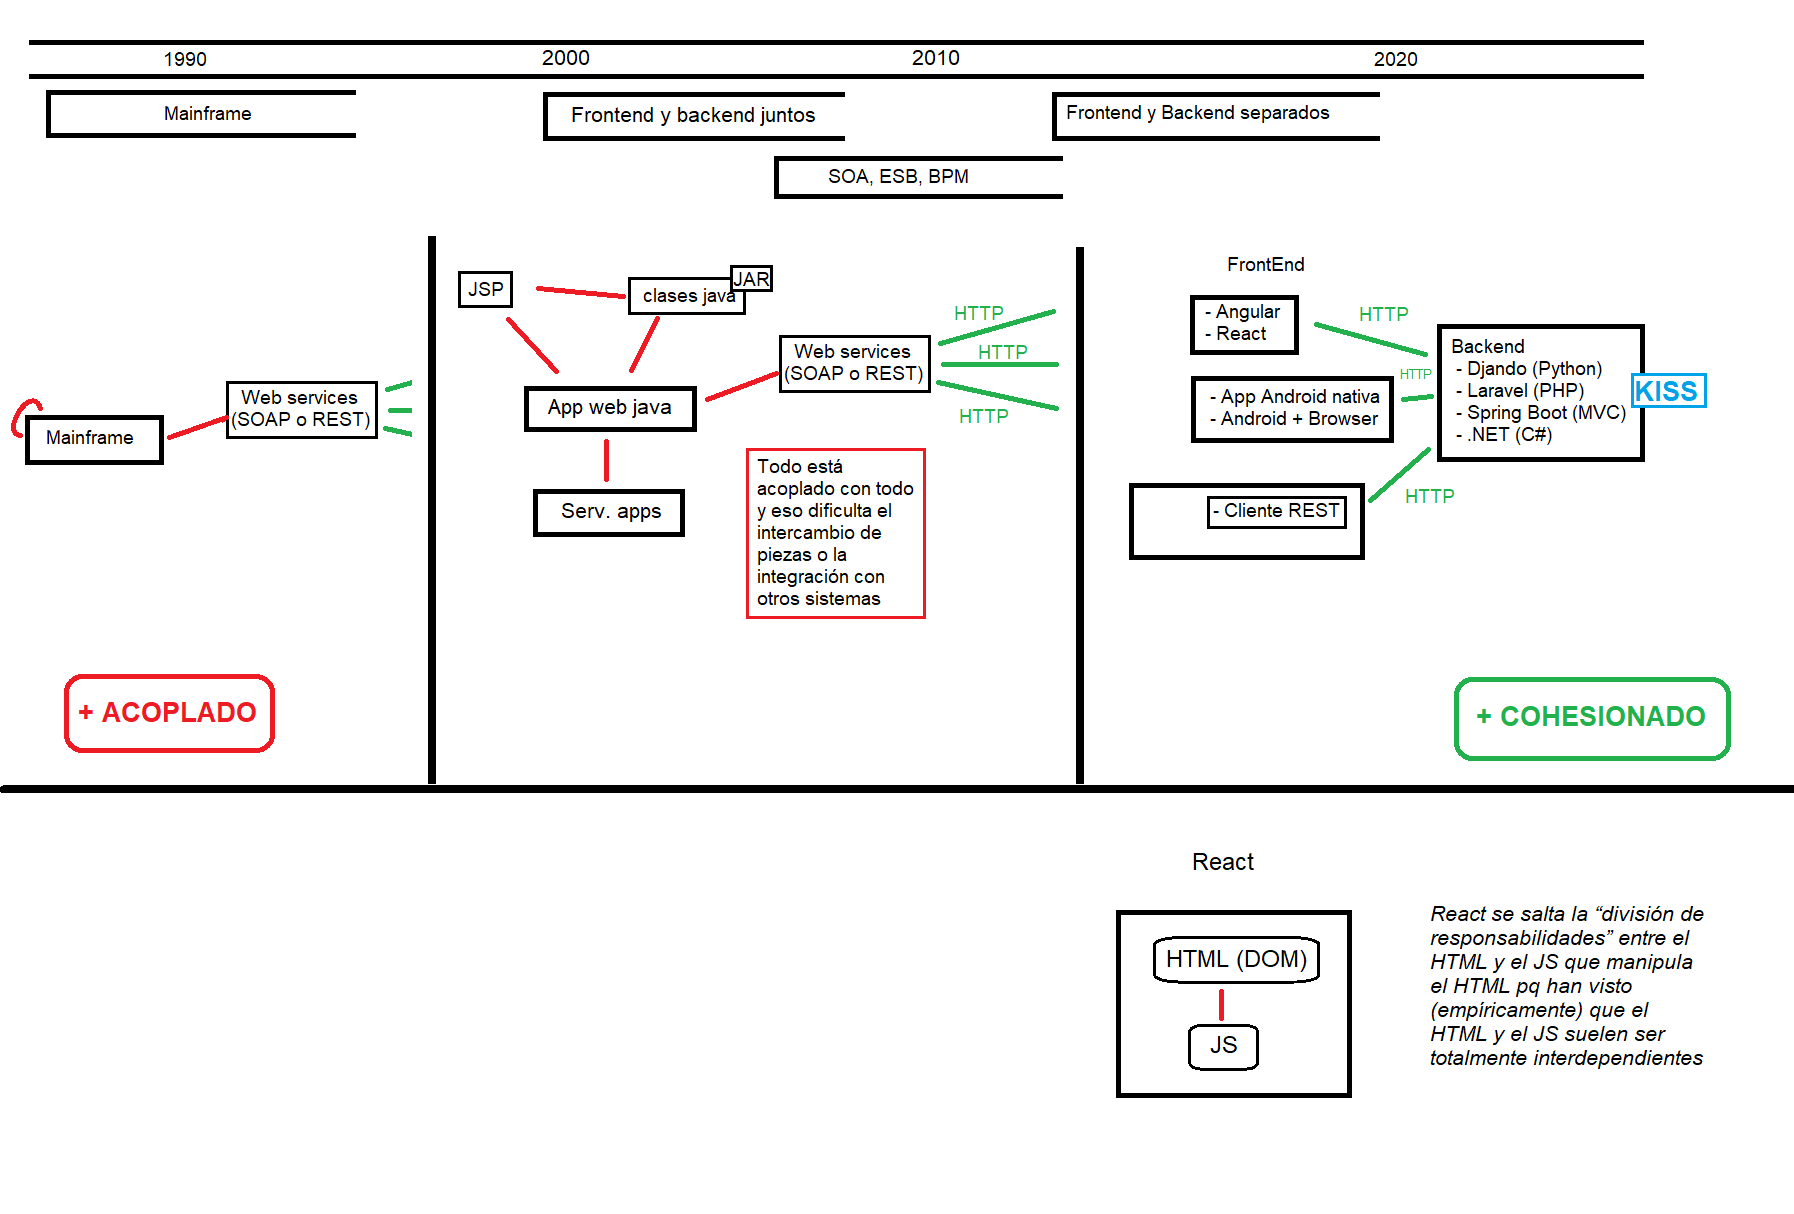 1990
2000
2010
2020
Mainframe
Frontend y backend juntos
Frontend y Backend separados
SOA, ESB, BPM
Mainframe
Web services
(SOAP o REST)
+ ACOPLADO
JSP
clases java
JAR
App web java
Serv. apps
Web services
(SOAP o REST)
HTTP
HTTP
HTTP
Todo está
acoplado con todo
y eso dificulta el
intercambio de
piezas o la
integración con
otros sistemas
FrontEnd
- Angular
- React
HTTP
- App Android nativa
- Android + Browser
HTTP
- Cliente REST
HTTP
Backend
- Djando (Python)
- Laravel (PHP)
- Spring Boot (MVC)
- .NET (C#)
KISS
+ COHESIONADO
React
HTML (DOM)
JS
React se salta la “división de
responsabilidades” entre el
HTML y el JS que manipula
el HTML pq han visto
(empíricamente) que el
HTML y el JS suelen ser
totalmente interdependientes